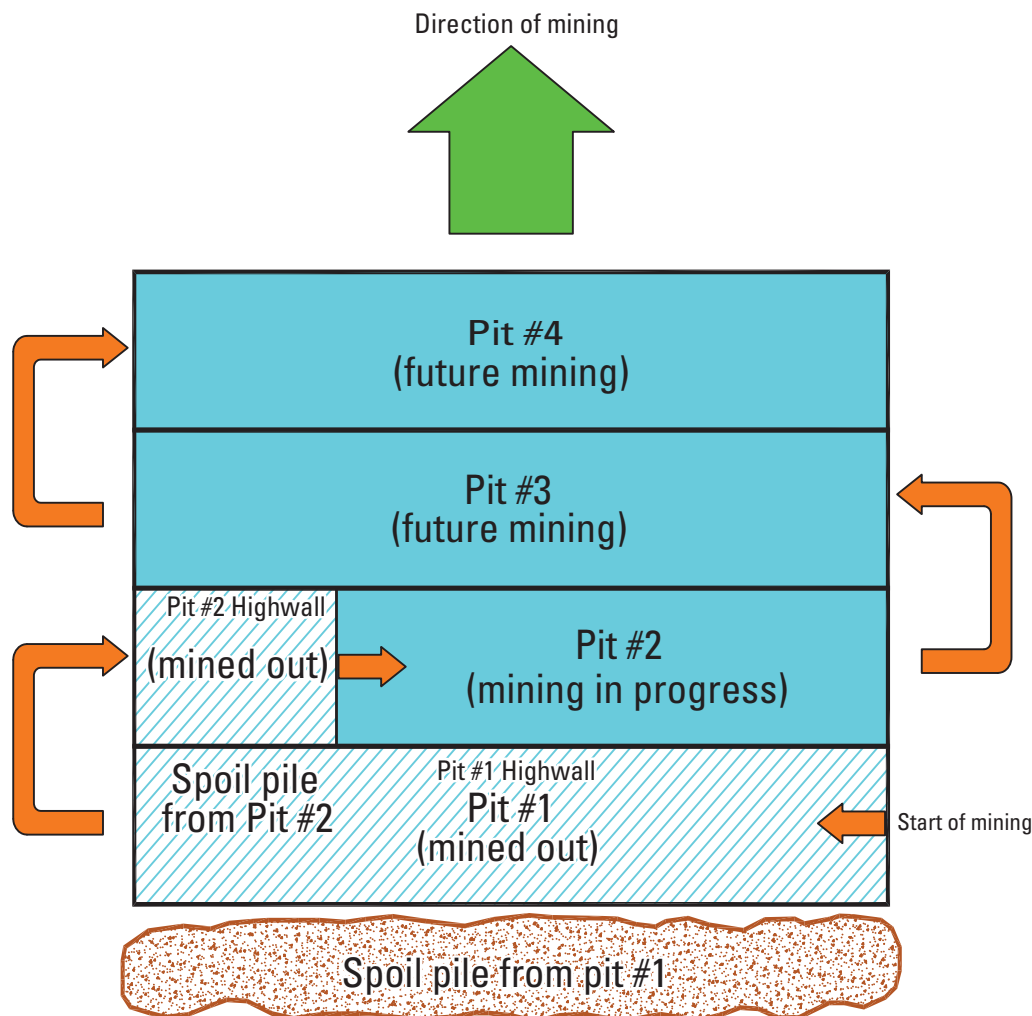 Direction of mining
Pit #4
(future mining)
Pit #3
(future mining)
Pit #2 Highwall
(mined out)
Pit #2
(mining in progress)
Spoil pile
from Pit #2
Pit #1 Highwall
Pit #1
(mined out)
Start of mining
Spoil pile from pit #1